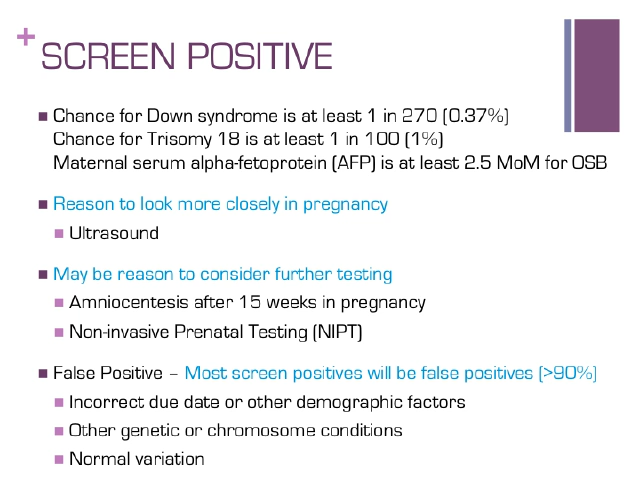 +
SCREEN POSITIVE
■ Chance for Down syndrome is at least 1 in 270 (0.37%)
Chance for Trisomy 18 is at least 1 in 100 (1%)
Maternal serum alpha-fetoprotein (AFP) is at least 2.5 MoM for OSB
■ Reason to look more closely in pregnancy
■ Ultrasound
■ May be reason to consider further testing
■ Amniocentesis after 15 weeks in pregnancy
■ Non-invasive Prenatal Testing (NIPT)
■ False Positive – Most screen positives will be false positives (>90%)
■ Incorrect due date or other demographic factors
■ Other genetic or chromosome conditions
■ Normal variation